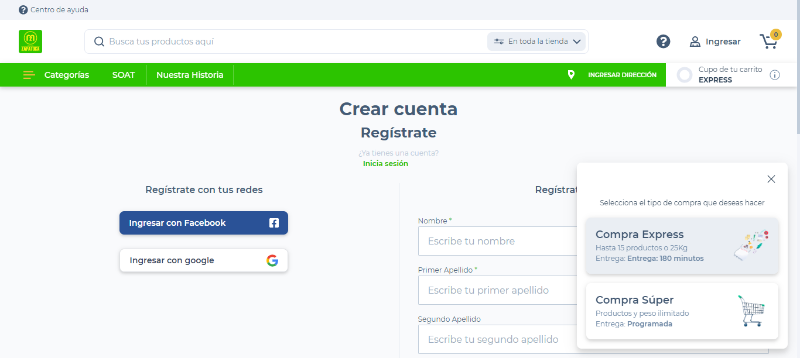 Centro de ayuda
Busca tus productos aquí
En toda la tienda
Ingresar
0
Categorías
SOAT
Nuestra Historia
INGRESAR DIRECCIÓN
Cupo de tu carrito
EXPRESS
Crear cuenta
Regístrate
¿Ya tienes una cuenta?
Inicia sesión
Regístrate con tus redes
Ingresar con Facebook
Ingresar con google
Regístrat
Nombre *
Escribe tu nombre
Primer Apellido *
Escribe tu primer apellido
Segundo Apellido
Escribe tu segundo apellido
Selecciona el tipo de compra que deseas hacer
Compra Express
Hasta 15 productos o 25Kg
Entrega: Entrega: 180 minutos
Compra Súper
Productos y peso ilimitado
Entrega: Programada